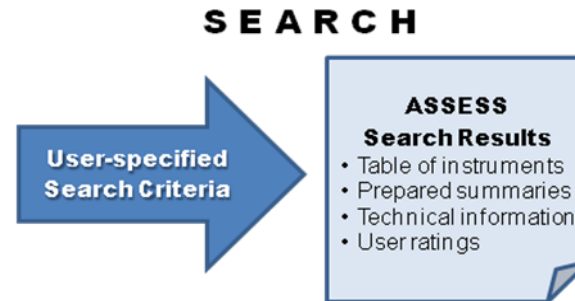 SEARCH
User-specified
Search Criteria
ASSESS
Search Results
• Table of instruments
• Prepared summaries
• Technical information
• User ratings